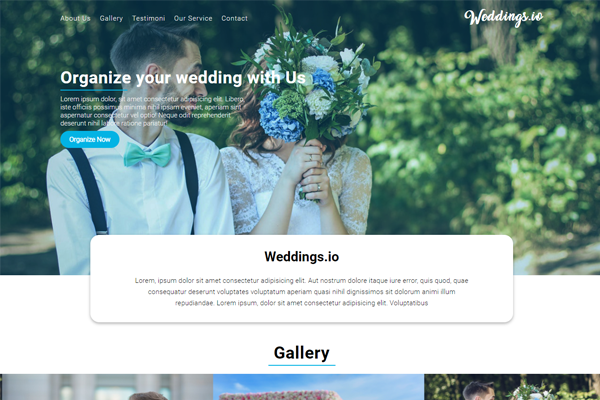 About Us Gallery Testimoni Our Service Contact
Weddings.io
Organize your wedding with Us
Lorem ipsum dolor, sit amet consectetur adipisicing elit. Libero,
iste officiis possimus minima nihil ipsam eveniet, aperiam sint
aspernatur consectetur vel optio! Neque odit reprehenderit
deserunt nihil labore ratione pariatur!
Organize Now
Weddings.io
Lorem, ipsum dolor sit amet consectetur adipisicing elit. Aut nostrum dolore itaque iure error, quis quod, quae
consequatur deserunt voluptates voluptatum aperiam quasi nihil dignissimos sit dolorum animi illum
repudiandae. Lorem ipsum, dolor sit amet consectetur adipisicing elit. Voluptatibus
Gallery